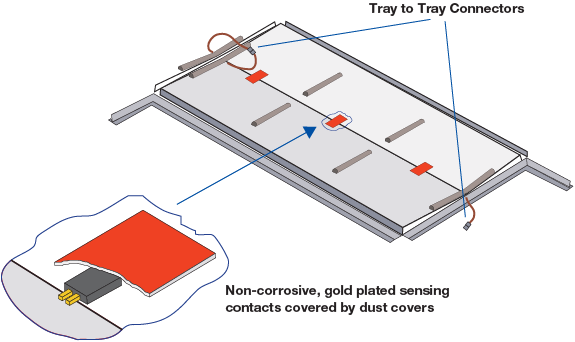 Tray to Tray Connectors
Non-corrosive, gold plated sensing
contacts covered by dust covers